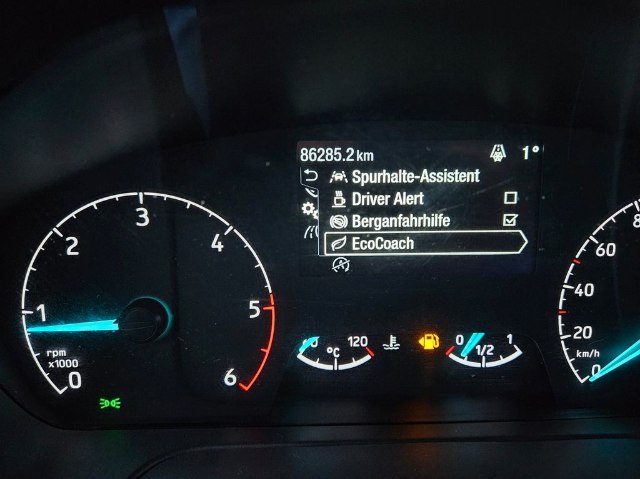 86285.2 km 1°
Spurhalte-Assistent
Driver Alert
Berganfahrhilfe
EcoCoach
0 1 2 3 4 5 6
rpm
x1000
120
°C
0 1/2 1
0 20 40 60
km/h